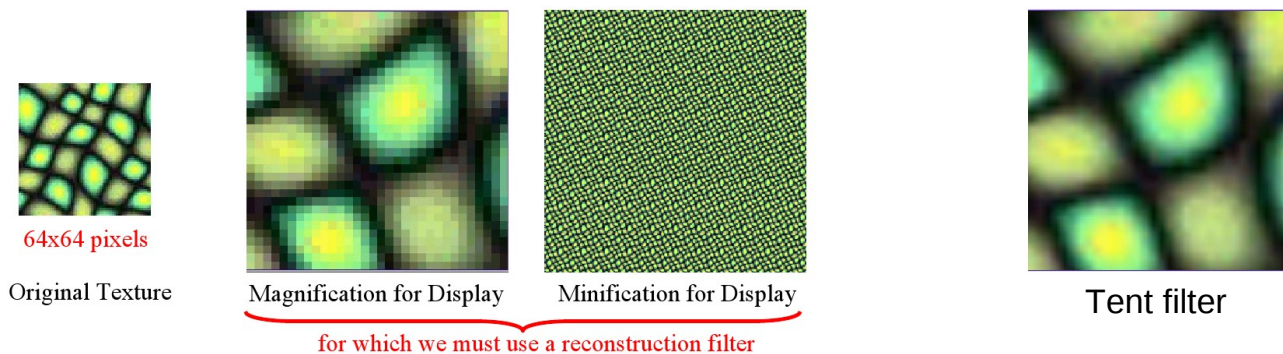 64x64 pixels
Original Texture
Magnification for Display
Minification for Display
for which we must use a reconstruction filter
Tent filter